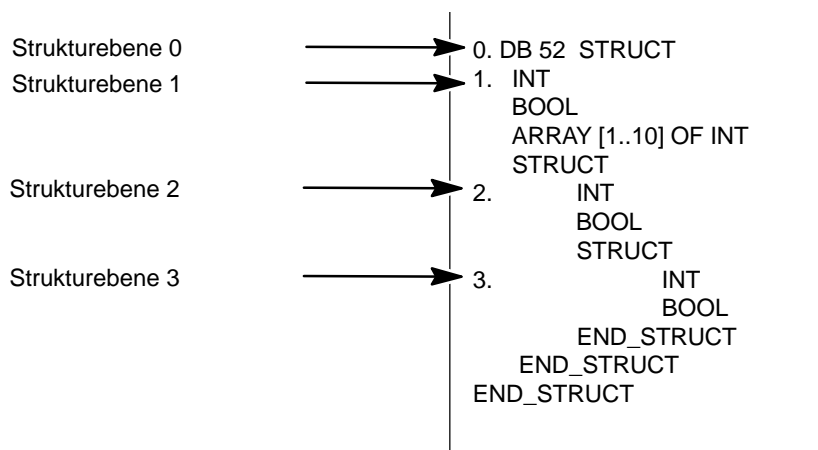 Strukturebene 0 0. DB 52 STRUCT
Strukturebene 1 1. INT
BOOL
ARRAY [1..10] OF INT
STRUCT
Strukturebene 2 2. INT
BOOL
STRUCT
Strukturebene 3 3. INT
BOOL
END_STRUCT
END_STRUCT
END_STRUCT